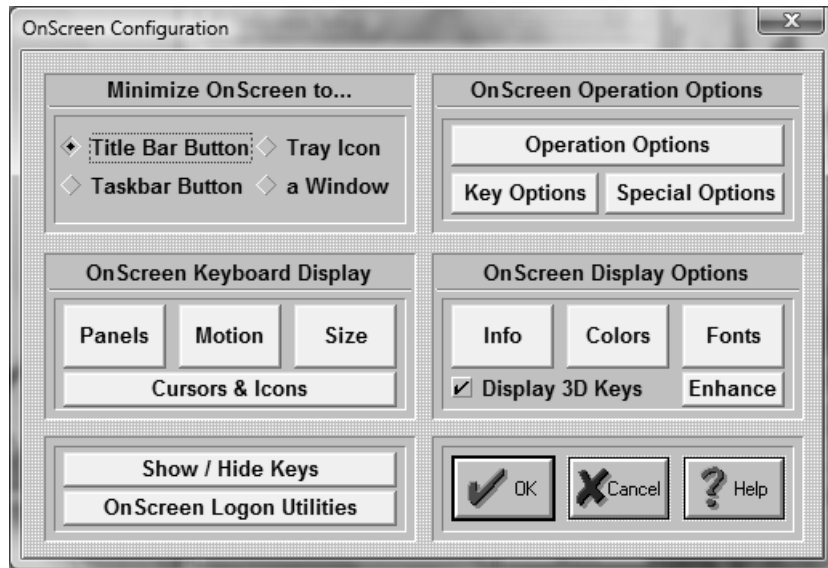 OnScreen Configuration
Minimize OnScreen to...
Title Bar Button Tray Icon
Taskbar Button a Window
OnScreen Operation Options
Operation Options
Key Options Special Options
OnScreen Keyboard Display
Panels Motion Size
Cursors & Icons
OnScreen Display Options
Info Colors Fonts
Display 3D Keys Enhance
Show / Hide Keys
OnScreen Logon Utilities
OK Cancel Help